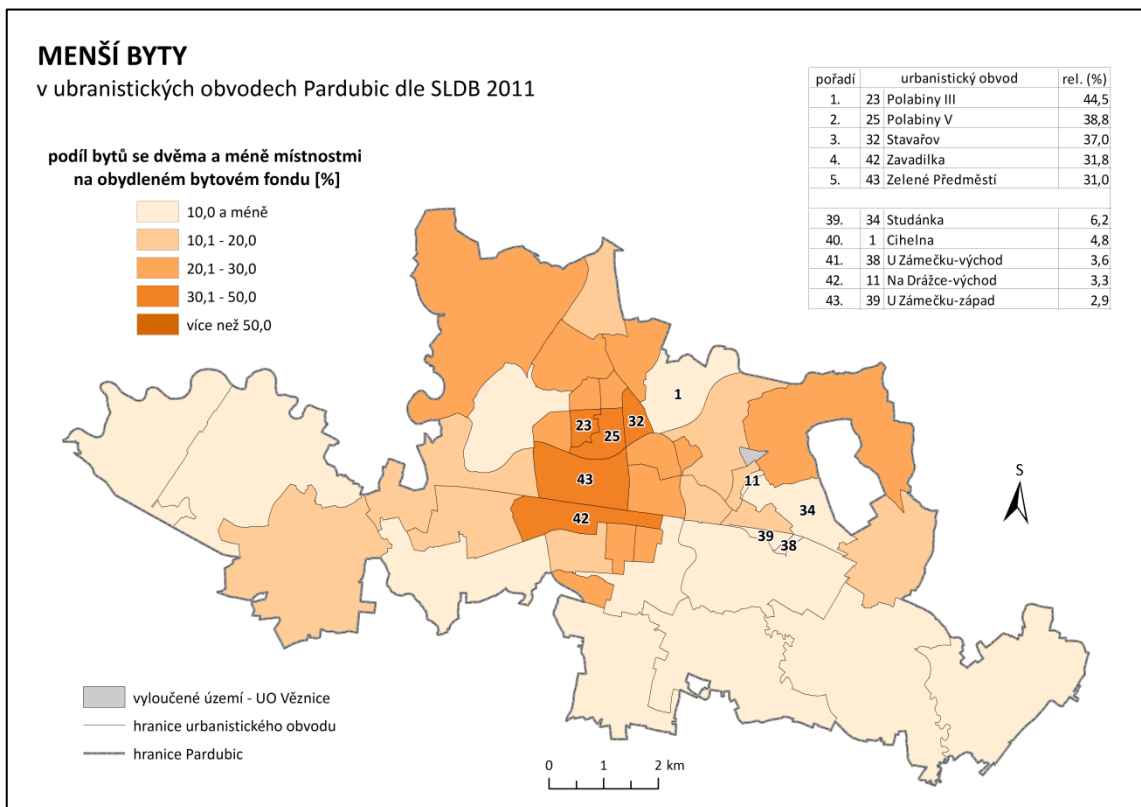 MENŠÍ BYTY
v ubranistických obvodech Pardubic dle SLDB 2011
pořadí urbanistický obvod rel. (%)
1. 23 Polabiny III 44,5
2. 25 Polabiny V 38,8
3. 32 Stavařov 37,0
4. 42 Zavadilka 31,8
5. 43 Zelené Předměstí 31,0
39. 34 Studánka 6,2
40. 1 Cihelna 4,8
41. 38 U Zámečku-východ 3,6
42. 11 Na Drážce-východ 3,3
43. 39 U Zámečku-západ 2,9
podíl bytů se dvěma a méně místnostmi
na obydleném bytovém fondu [%]
10,0 a méně
10,1 - 20,0
20,1 - 30,0
30,1 - 50,0
více než 50,0
1
23
32
25
11
43
34
42
39
38
S
vyloučené území - UO Věznice
hranice urbanistického obvodu
hranice Pardubic
0 1 2 km